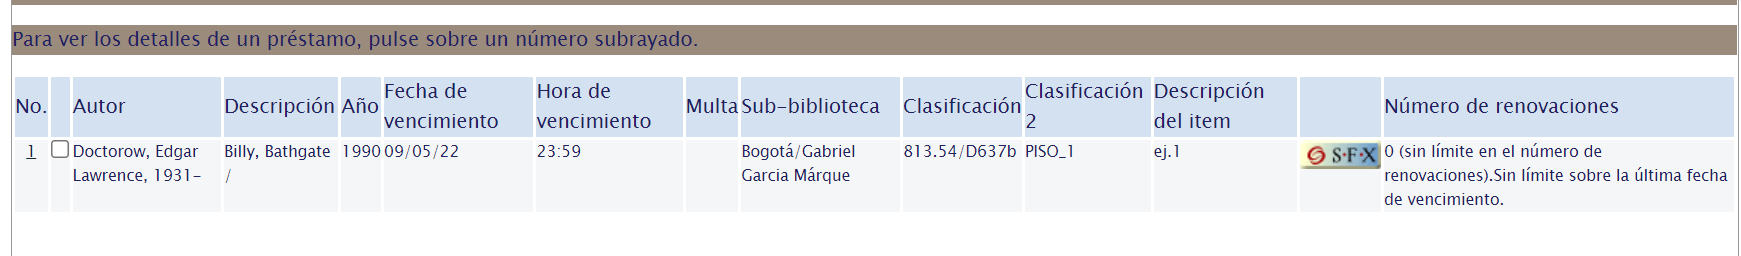 Para ver los detalles de un préstamo, pulse sobre un número subrayado.
No. Autor Descripción Año Fecha de vencimiento Hora de vencimiento Multa Sub-biblioteca Clasificación Clasificación 2 Descripción del item Número de renovaciones
1 Doctorow, Edgar Lawrence, 1931- Billy, Bathgate / 1990 09/05/22 23:59 Bogotá/Gabriel Garcia Márque 813.54/D637b PISO_1 ej.1 S·F·X 0 (sin límite en el número de renovaciones).Sin límite sobre la última fecha de vencimiento.